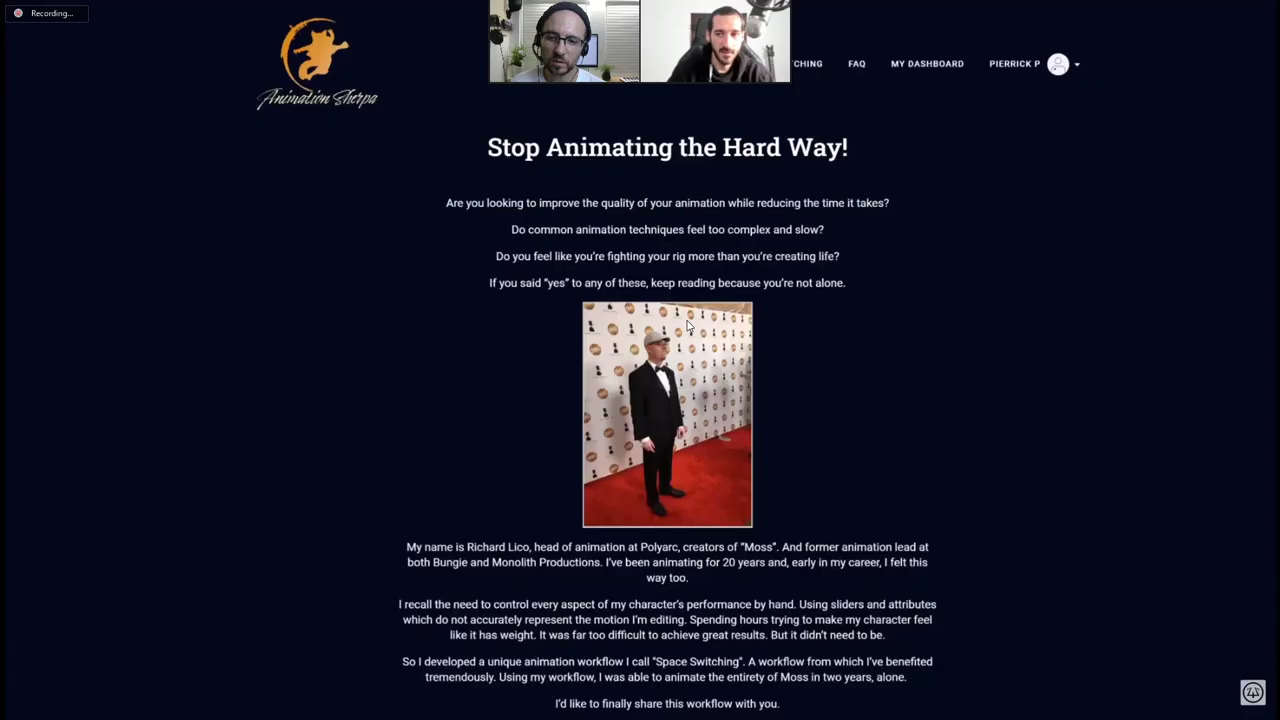 Recording...
Animation Sherpa
CHING FAQ MY DASHBOARD PIERRICK P
Stop Animating the Hard Way!
Are you looking to improve the quality of your animation while reducing the time it takes?
Do common animation techniques feel too complex and slow?
Do you feel like you're fighting your rig more than you're creating life?
If you said “yes” to any of these, keep reading because you're not alone.
My name is Richard Lico, head of animation at Polyarc, creators of “Moss”. And former animation lead at
both Bungie and Monolith Productions. I've been animating for 20 years and, early in my career, I felt this
way too.
I recall the need to control every aspect of my character's performance by hand. Using sliders and attributes
which do not accurately represent the motion I'm editing. Spending hours trying to make my character feel
like it has weight. It was far too difficult to achieve great results. But it didn't need to be.
So I developed a unique animation workflow I call "Space Switching". A workflow from which I've benefited
tremendously. Using my workflow, I was able to animate the entirety of Moss in two years, alone.
I'd like to finally share this workflow with you.